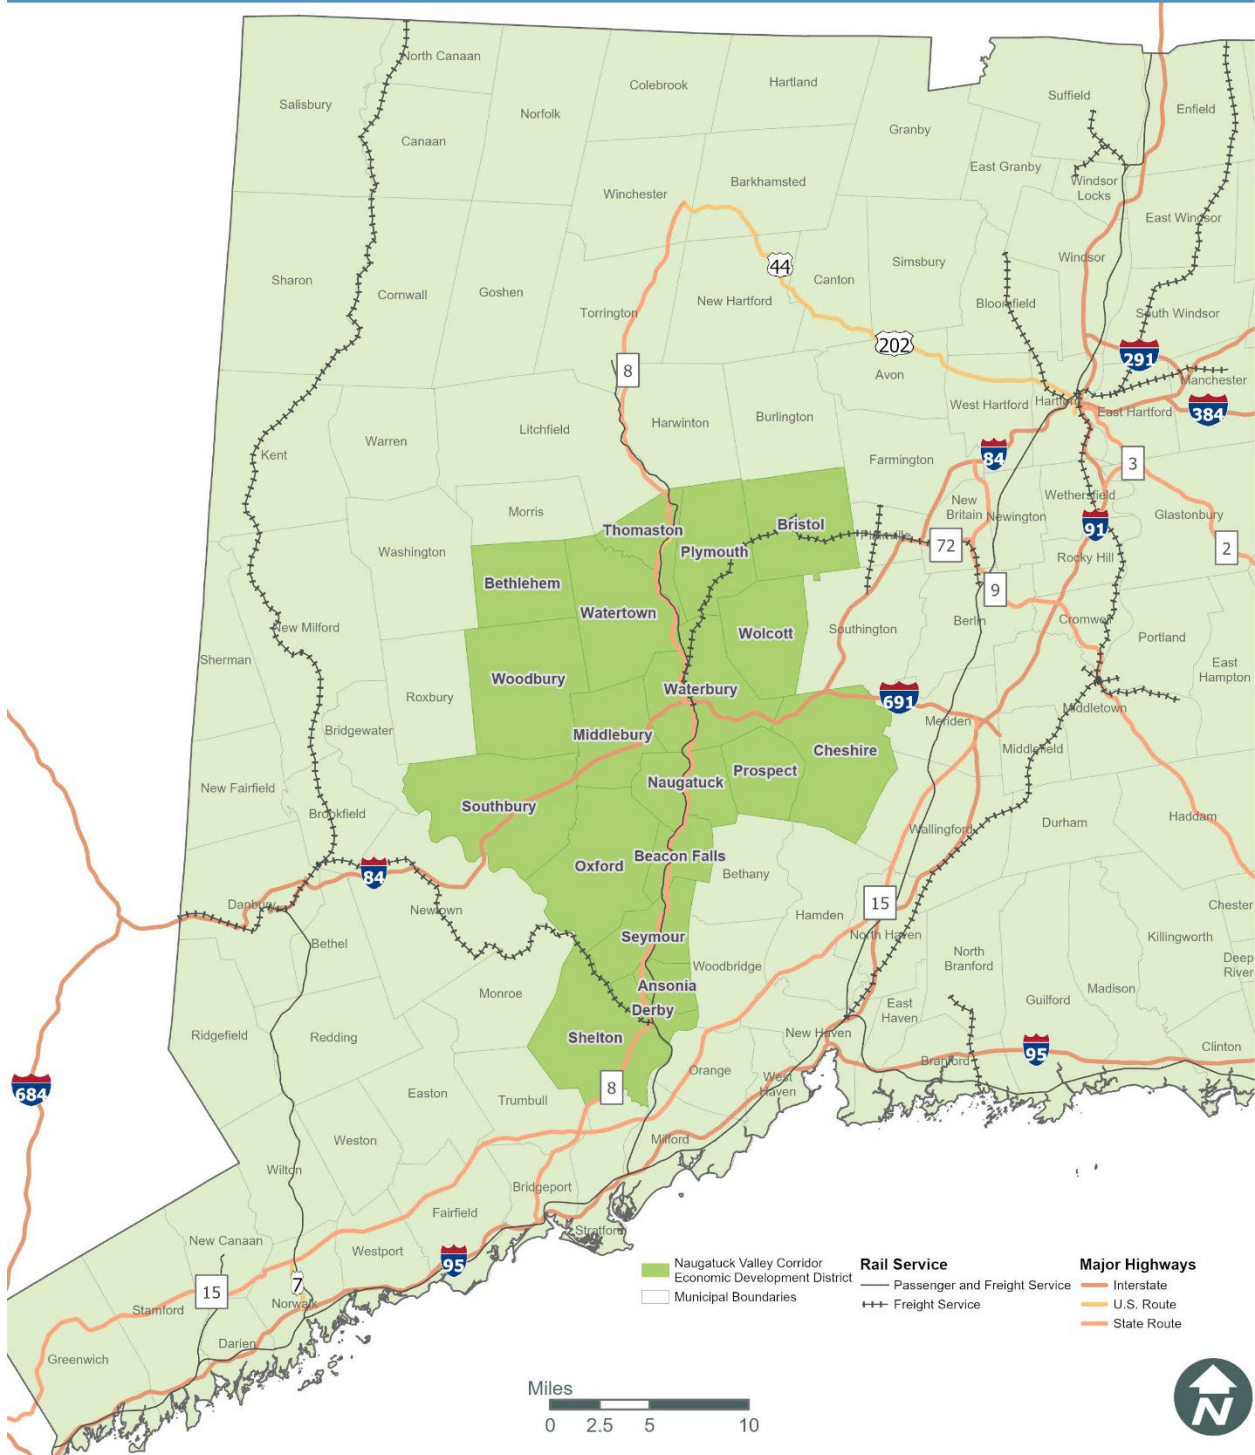 North Canaan
Colebrook
Hartland
Salisbury
Norfolk
Suffield
Enfield
Canaan
Granby
East Granby
Windsor
Locks
Winchester
Barkhamsted
East Windsor
Sharon
Cornwall
Goshen
Torrington
New Hartford
44
Canton
Simsbury
Bloomfield
Windsor
South Windsor
202
Avon
291
Manchester
8
West Hartford
Hartford
East Hartford
384
Kent
Warren
Litchfield
Harwinton
Burlington
Farmington
84
3
Morris
New
Britain
Newington
Wethersfield
91
Glastonbury
Washington
Thomaston
Plymouth
Bristol
Plainville
72
Rocky Hill
2
Bethlehem
Watertown
9
New Milford
Wolcott
Southington
Berlin
Cromwell
Portland
Sherman
Roxbury
Woodbury
Waterbury
691
Meriden
Middletown
East
Hampton
Bridgewater
Middlebury
Cheshire
Middlefield
New Fairfield
Brookfield
Southbury
Naugatuck
Prospect
Wallingford
Durham
Haddam
84
Oxford
Beacon Falls
Bethany
Danbury
Newtown
Hamden
15
Chester
Bethel
Seymour
North Haven
North
Branford
Killingworth
Deep
River
Monroe
Ansonia
Woodbridge
Madison
Ridgefield
Redding
Derby
East
Haven
Guilford
Shelton
New Haven
95
Clinton
684
Easton
Trumbull
8
Orange
West
Haven
Branford
Weston
Milford
Wilton
Bridgeport
Fairfield
Stratford
New Canaan
Westport
95
15
7
Stamford
Norwalk
Greenwich
Darien
Naugatuck Valley Corridor
Economic Development District
Municipal Boundaries
Rail Service
Passenger and Freight Service
Freight Service
Major Highways
Interstate
U.S. Route
State Route
Miles
0 2.5 5 10
N